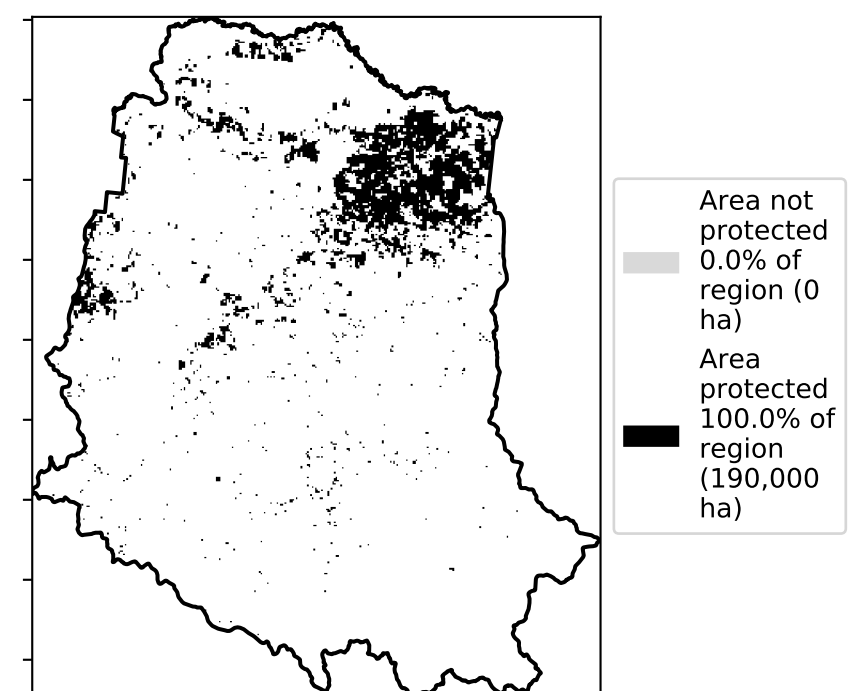 Area not
protected
0.0% of
region (0
ha)
Area
protected
100.0% of
region
(190,000
ha)